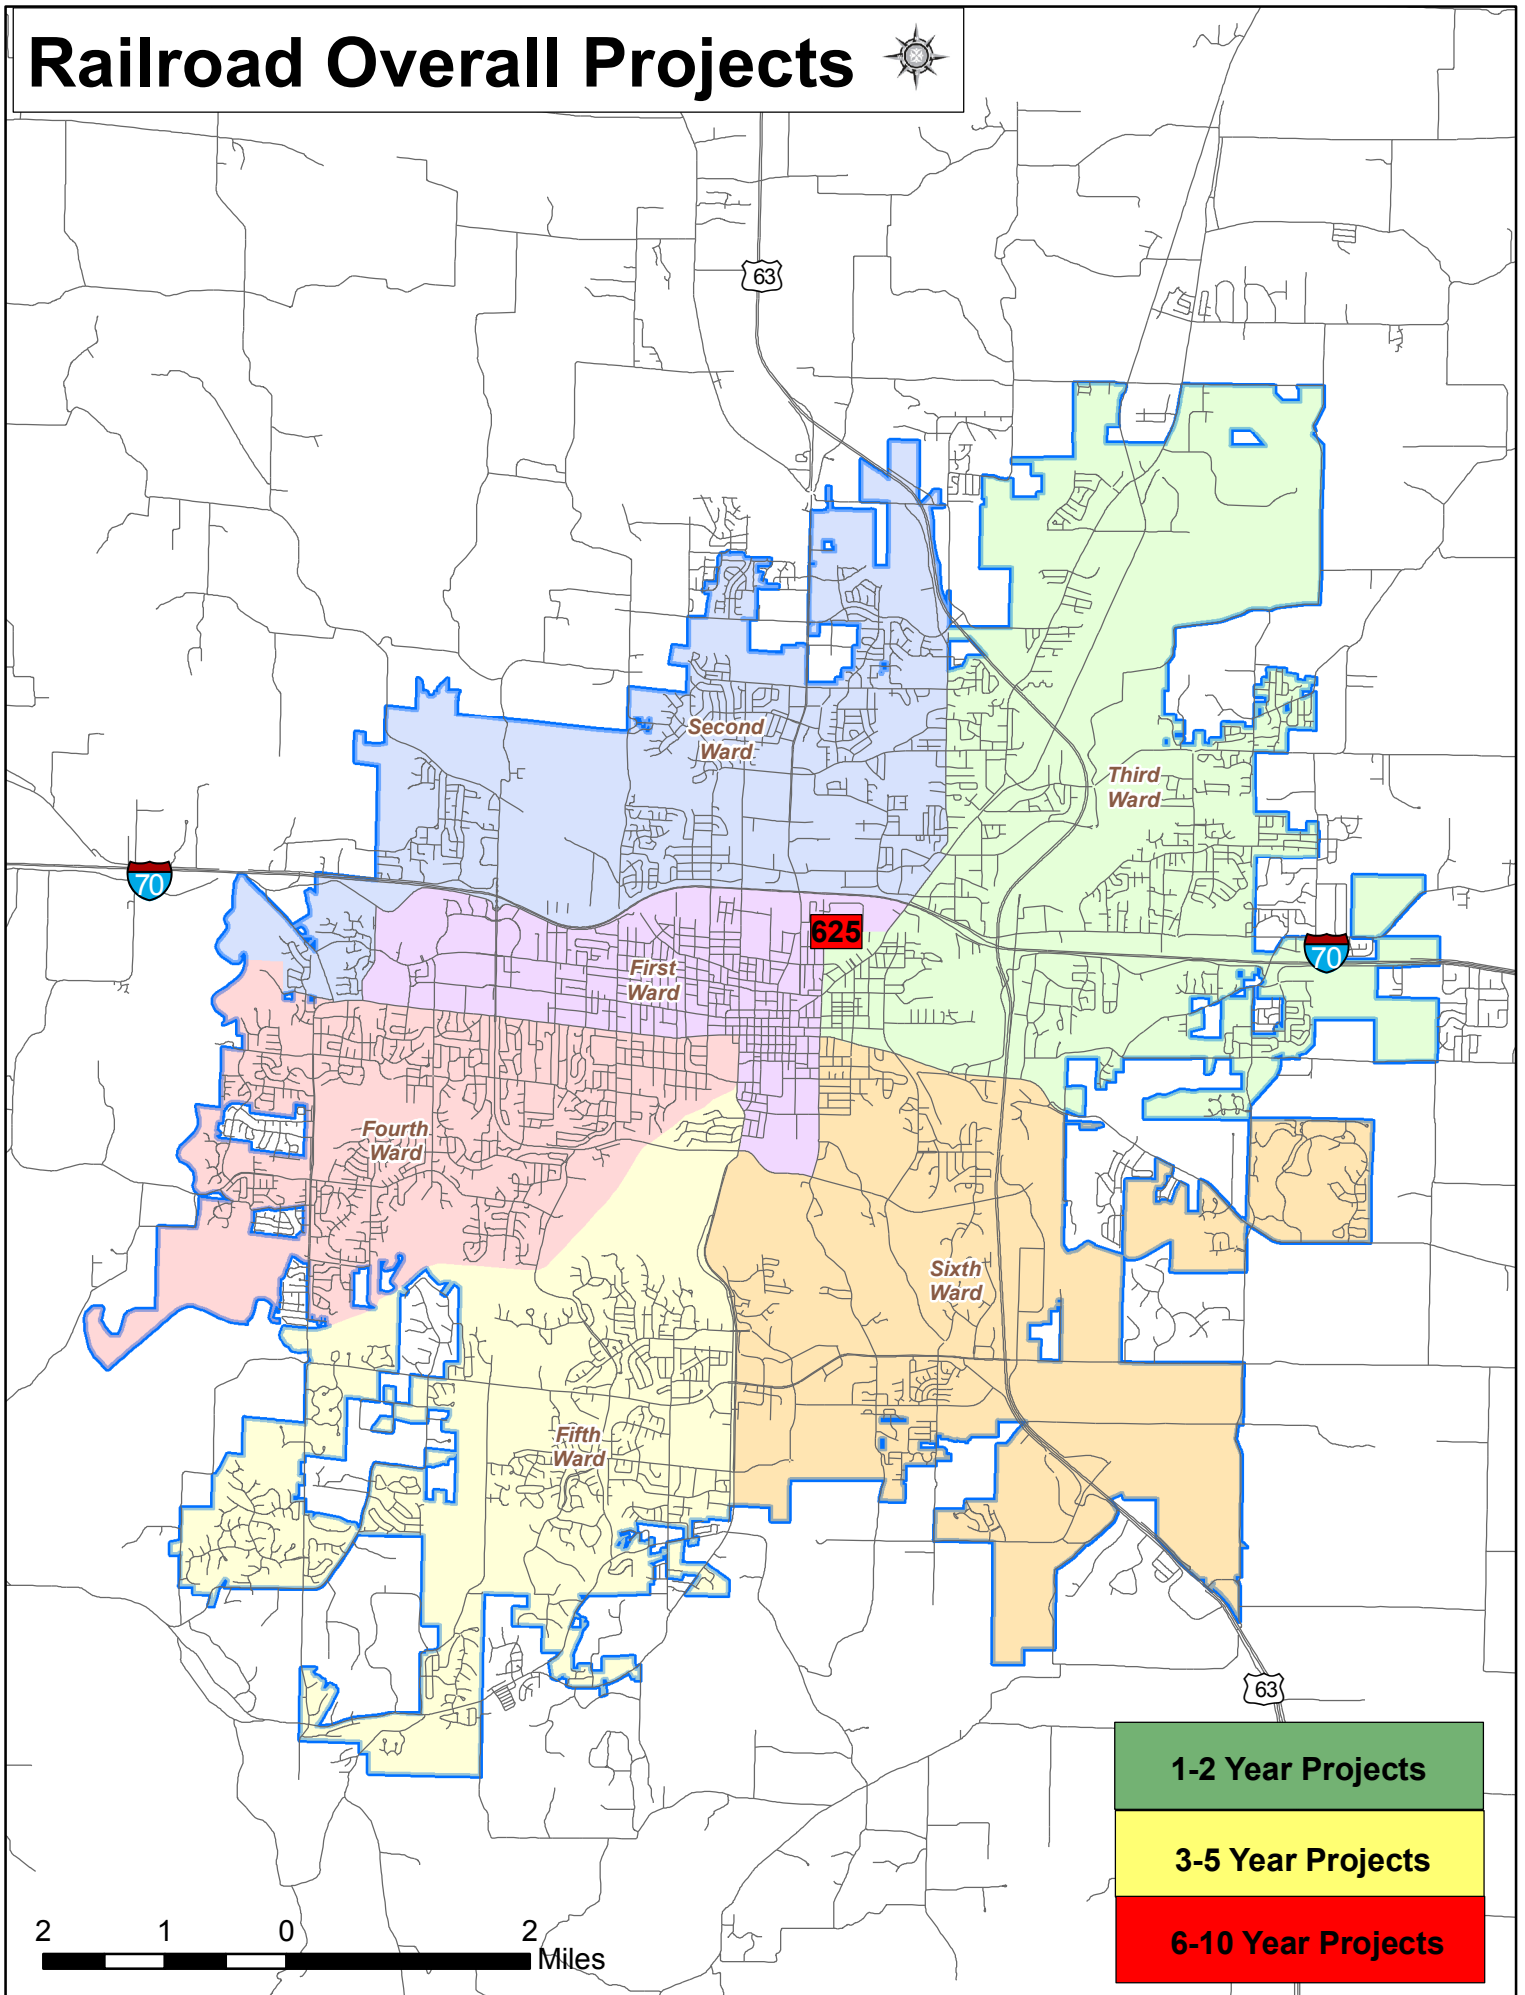 Railroad Overall Projects
63
Second
Ward
Third
Ward
70
625
70
First
Ward
Fourth
Ward
Sixth
Ward
Fifth
Ward
63
1-2 Year Projects
3-5 Year Projects
6-10 Year Projects
2 1 0 2
Miles